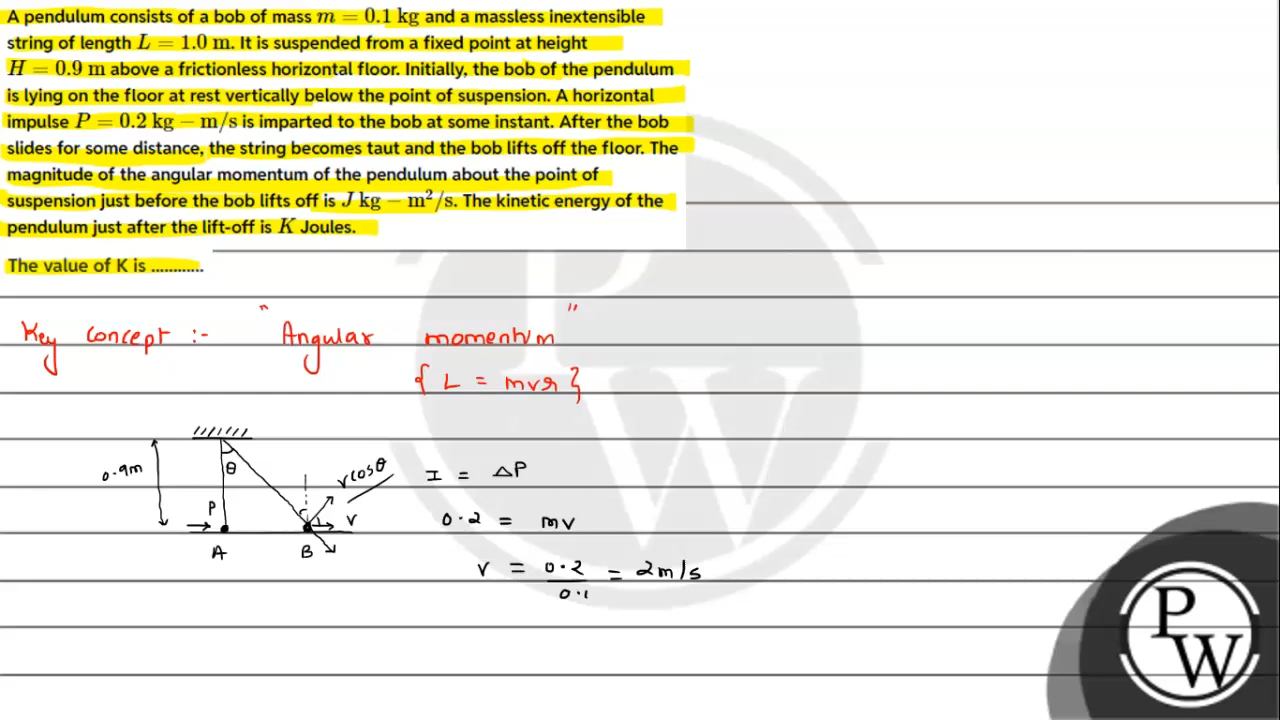 A pendulum consists of a bob of mass m = 0.1 kg and a massless inextensible
string of length L = 1.0 m. It is suspended from a fixed point at height
H = 0.9 m above a frictionless horizontal floor. Initially, the bob of the pendulum
is lying on the floor at rest vertically below the point of suspension. A horizontal
impulse P = 0.2 kg − m/s is imparted to the bob at some instant. After the bob
slides for some distance, the string becomes taut and the bob lifts off the floor. The
magnitude of the angular momentum of the pendulum about the point of
suspension just before the bob lifts off is J kg − m²/s. The kinetic energy of the
pendulum just after the lift-off is K Joules.
The value of K is ............
Key concept :- "Angular momentum"
{ L = mvr }
0.9m
θ
vcosθ
P
v
A
B
I = ΔP
0.2 = mv
v = 0.2/0.1 = 2m/s
P
W
PW